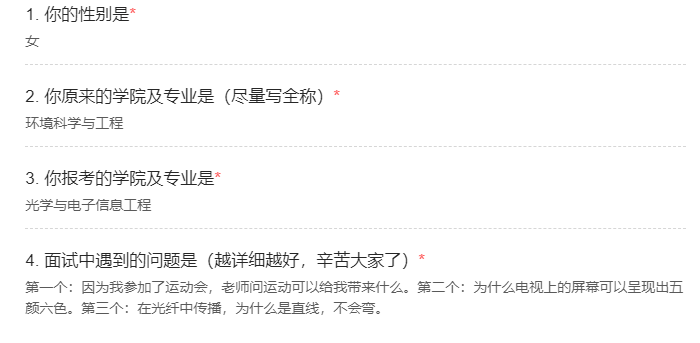 1. 你的性别是*
女
2. 你原来的学院及专业是（尽量写全称）*
环境科学与工程
3. 你报考的学院及专业是*
光学与电子信息工程
4. 面试中遇到的问题是（越详细越好，辛苦大家了）*
第一个：因为我参加了运动会，老师问运动可以给我带来什么。第二个：为什么电视上的屏幕可以呈现出五
颜六色。第三个：在光纤中传播，为什么是直线，不会弯。